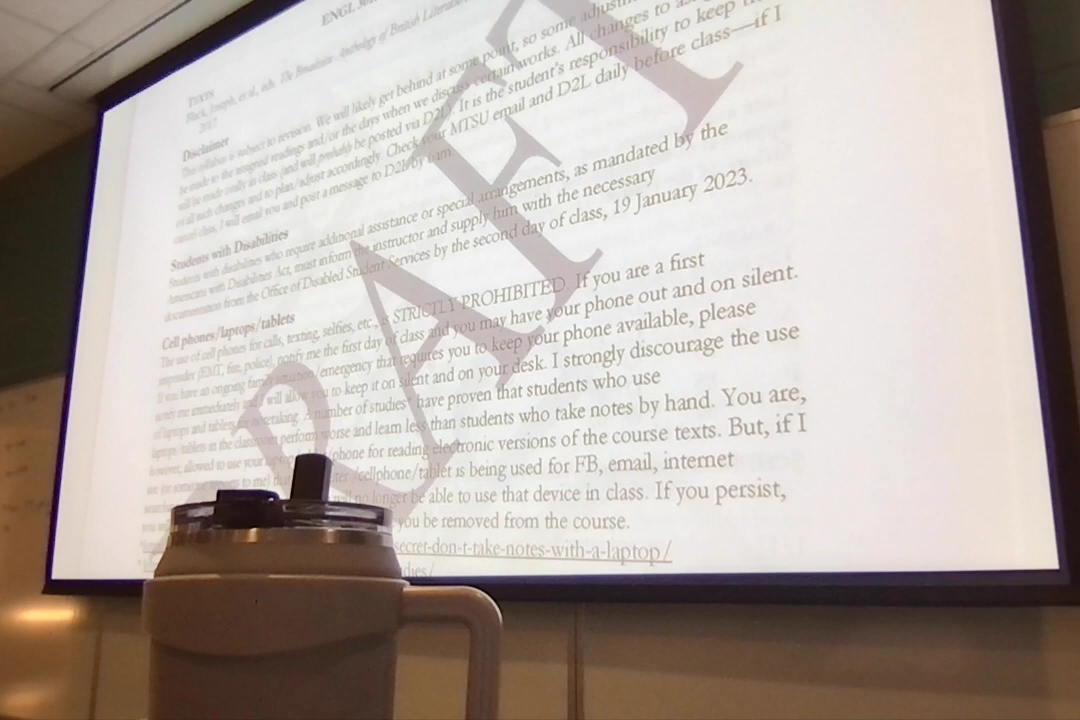 ENGL 30
TEXTS
Black, Joseph, et al., eds. The Broadview Anthology of British Literature
2017
Disclaimer
This syllabus is subject to revision. We will likely get behind at some point, so some adjustm
be made to the assigned readings and/or the days when we discuss certain works. All changes to
will be made orally in class (and will probably be posted via D2L). It is the student's responsibility to keep
of all such changes and to plan/adjust accordingly. Check your MTSU email and D2L daily before class—if I
cancel class, I will email you and post a message to D2L by
Students with Disabilities
Students with disabilities who require additional assistance or special arrangements, as mandated by the
Americans with Disabilities Act, must inform the instructor and supply him with the necessary
documentation from the Office of Disabled Student Services by the second day of class, 19 January 2023.
Cell phones/laptops/tablets
The use of cell phones for calls, texting, selfies, etc., is STRICTLY PROHIBITED. If you are a first
responder (EMT, fire, police), notify me the first day of class and you may have your phone out and on silent.
If you have an ongoing family situation/emergency that requires you to keep your phone available, please
notify me immediately and I will allow you to keep it on silent and on your desk. I strongly discourage the use
of laptops and tablets notetaking. A number of studies have proven that students who use
laptops/tablets in the classroom perform worse and learn less than students who take notes by hand. You are,
however, allowed to use your /phone for reading electronic versions of the course texts. But, if I
see (or someone to me) /cellphone/tablet is being used for FB, email, internet
will no longer be able to use that device in class. If you persist,
you be removed from the course.
secret-don-t-take-notes-with-a-laptop/
dies/
DRAFT